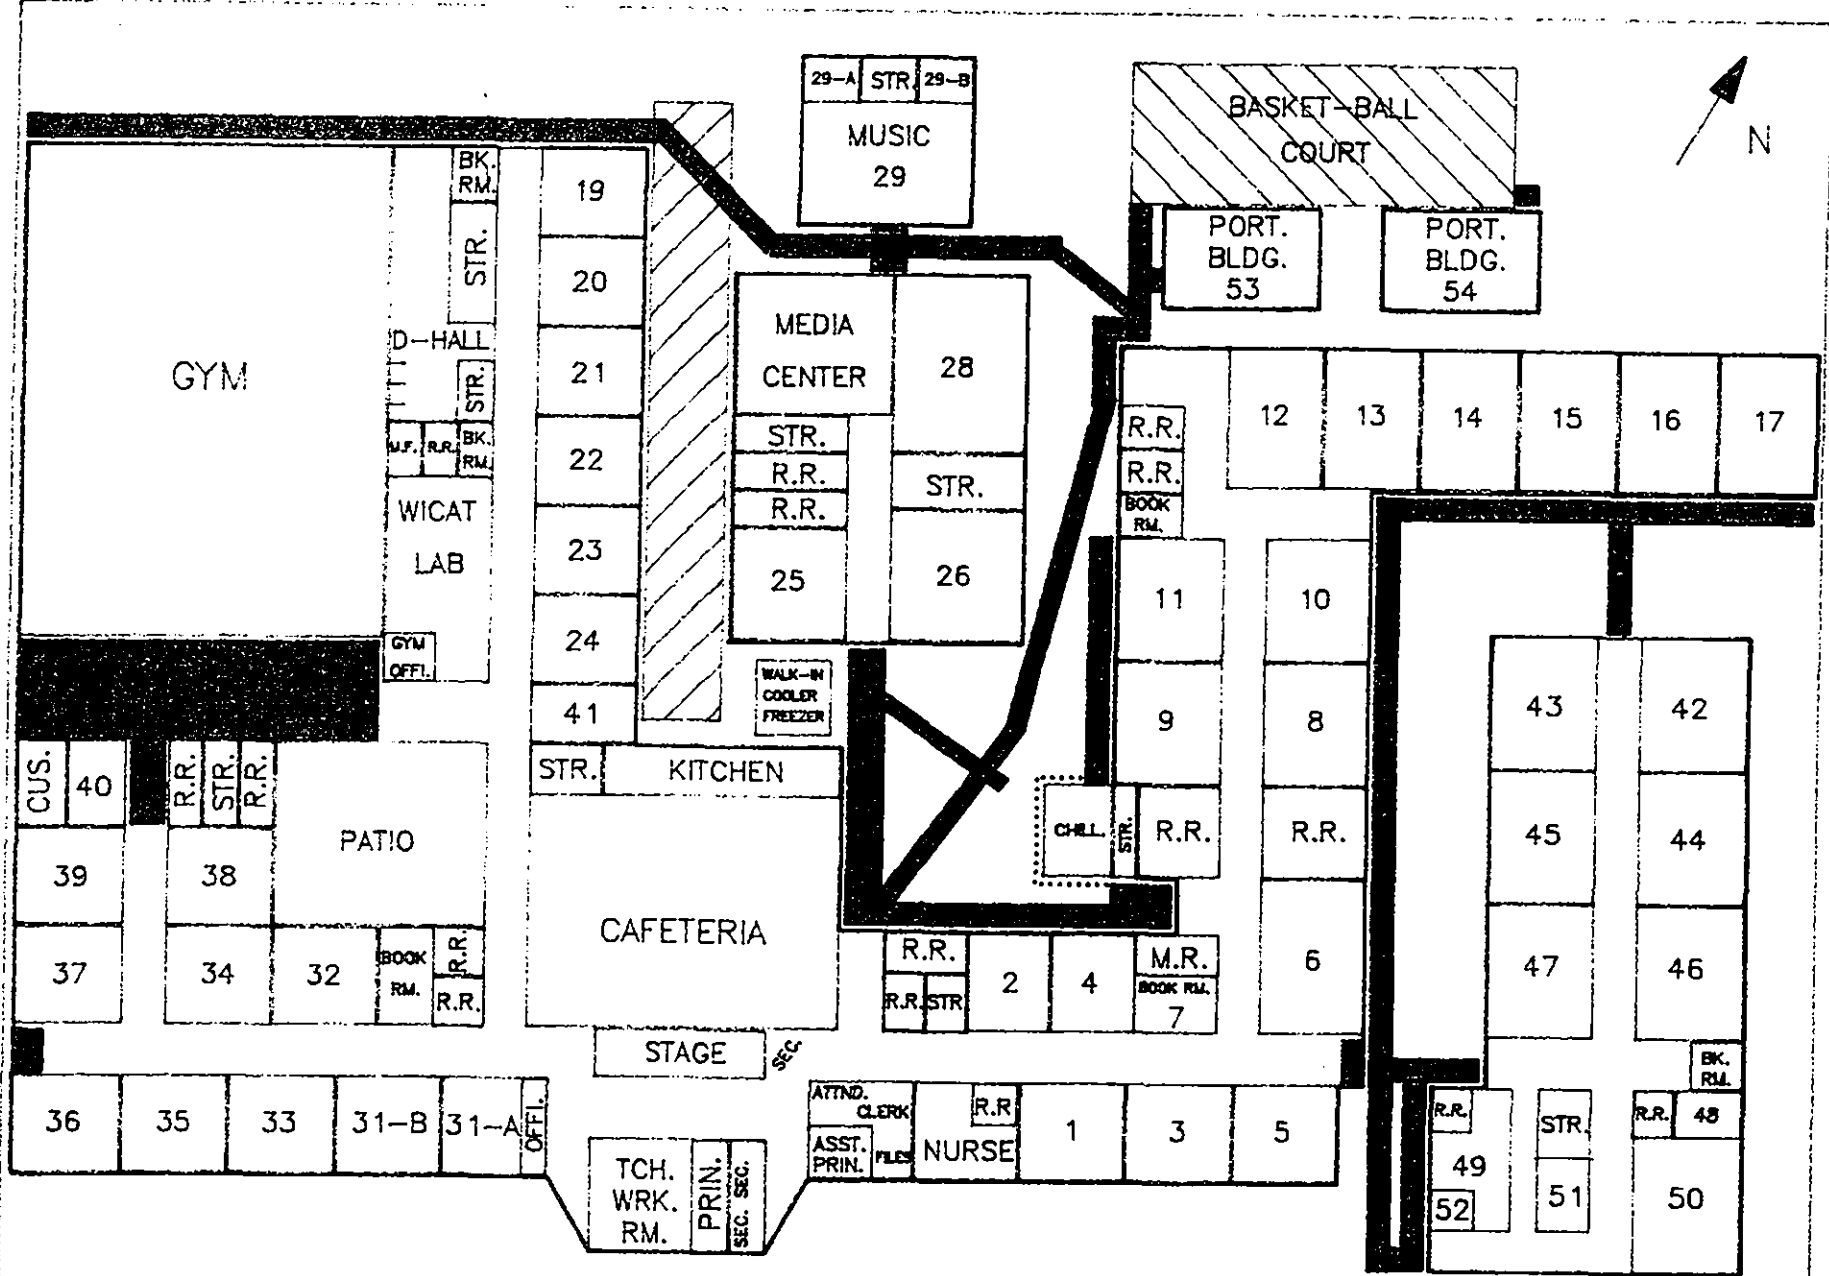 29-A STR. 29-B
MUSIC
29
BASKET-BALL
COURT
N
BK.
RM.
19
PORT.
BLDG.
53
PORT.
BLDG.
54
STR.
20
MEDIA
CENTER
28
D-HALL
GYM
21
STR.
12 13 14 15 16 17
R.R.
R.R.
BOOK
RM.
R.R.
BK.
RM.
22
STR.
R.R.
R.R.
STR.
WICAT
LAB
23
25
26
11
10
24
GYM
OFFI.
WALK-IN
COOLER
FREEZER
41
9
8
43
42
CUS.
40
R.R.
STR.
R.R.
STR.
KITCHEN
PATIO
CHILL.
STR.
R.R.
R.R.
45
44
39
38
CAFETERIA
37
34
32
BOOK
RM.
R.R.
R.R.
R.R.
R.R.
STR
2
4
M.R.
BOOK RM.
7
6
47
46
STAGE
SEC.
BK.
RM.
36 35 33 31-B 31-A
OFFI.
ATTND.
CLERK
ASST.
PRIN.
FILES
R.R
NURSE
1 3 5
R.R.
49
52
STR.
51
R.R.
48
50
TCH.
WRK.
RM.
PRIN.
SEC. SEC.